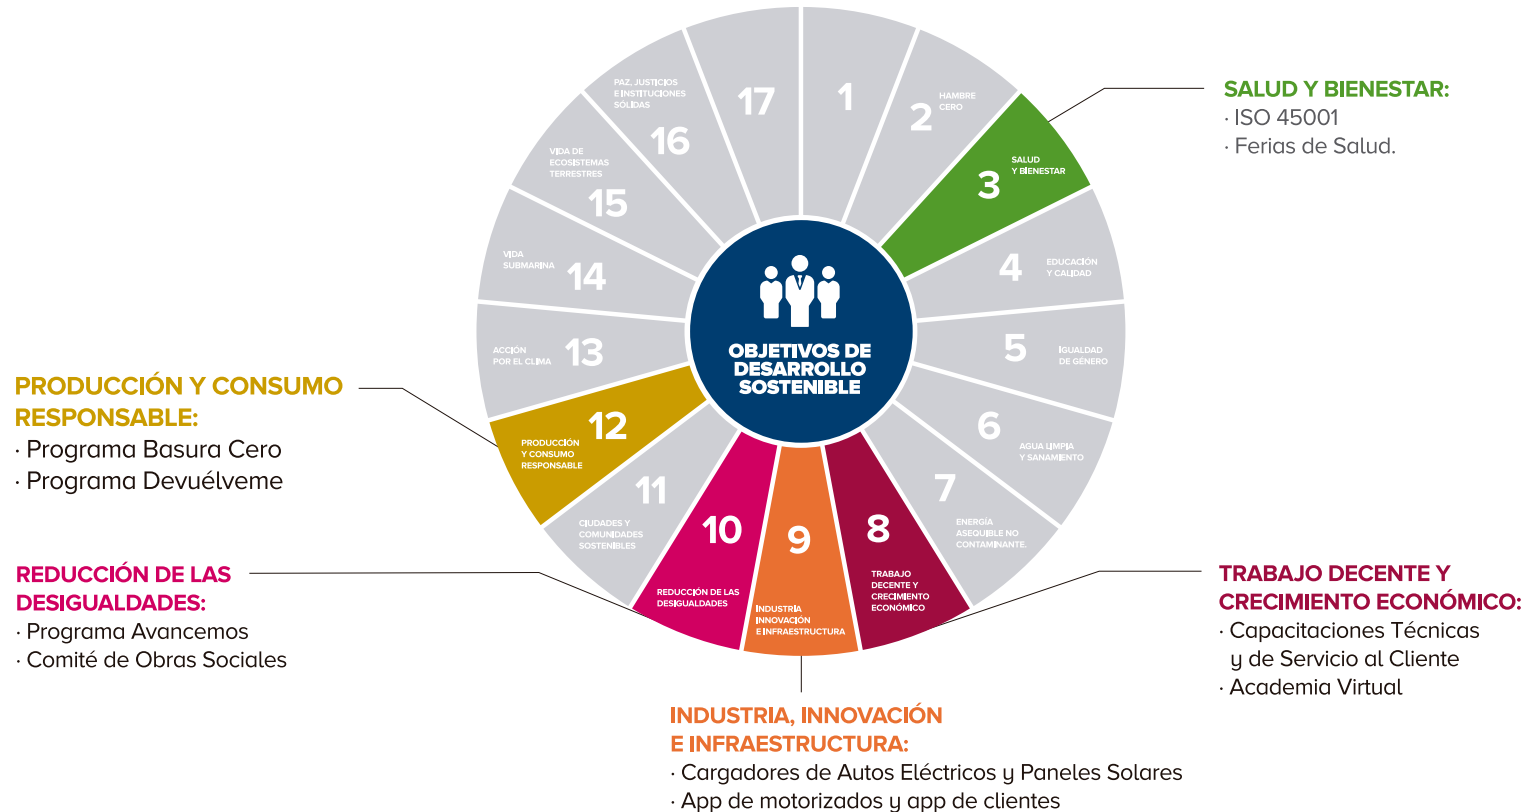 1
2
HAMBRE
CERO
3
SALUD
Y BIENESTAR
4
EDUCACIÓN
Y CALIDAD
5
IGUALDAD
DE GÉNERO
6
AGUA LIMPIA
Y SANAMIENTO
7
ENERGÍA
ASEQUIBLE NO
CONTAMINANTE.
8
TRABAJO
DECENTE Y
CRECIMIENTO
ECONÓMICO
9
INDUSTRIA
INNOVACIÓN
E INFRAESTRUCTURA
10
REDUCCIÓN DE LAS
DESIGUALDADES
11
CIUDADES Y
COMUNIDADES
SOSTENIBLES
12
PRODUCCIÓN
Y CONSUMO
RESPONSABLE
13
ACCIÓN
POR EL CLIMA
14
VIDA
SUBMARINA
15
VIDA DE
ECOSISTEMAS
TERRESTRES
16
PAZ, JUSTICIOS
E INSTITUCIONES
SÓLIDAS
17
OBJETIVOS DE
DESARROLLO
SOSTENIBLE
SALUD Y BIENESTAR:
· ISO 45001
· Ferias de Salud.
PRODUCCIÓN Y CONSUMO
RESPONSABLE:
· Programa Basura Cero
· Programa Devuélveme
REDUCCIÓN DE LAS
DESIGUALDADES:
· Programa Avancemos
· Comité de Obras Sociales
TRABAJO DECENTE Y
CRECIMIENTO ECONÓMICO:
· Capacitaciones Técnicas
y de Servicio al Cliente
· Academia Virtual
INDUSTRIA, INNOVACIÓN
E INFRAESTRUCTURA:
· Cargadores de Autos Eléctricos y Paneles Solares
· App de motorizados y app de clientes